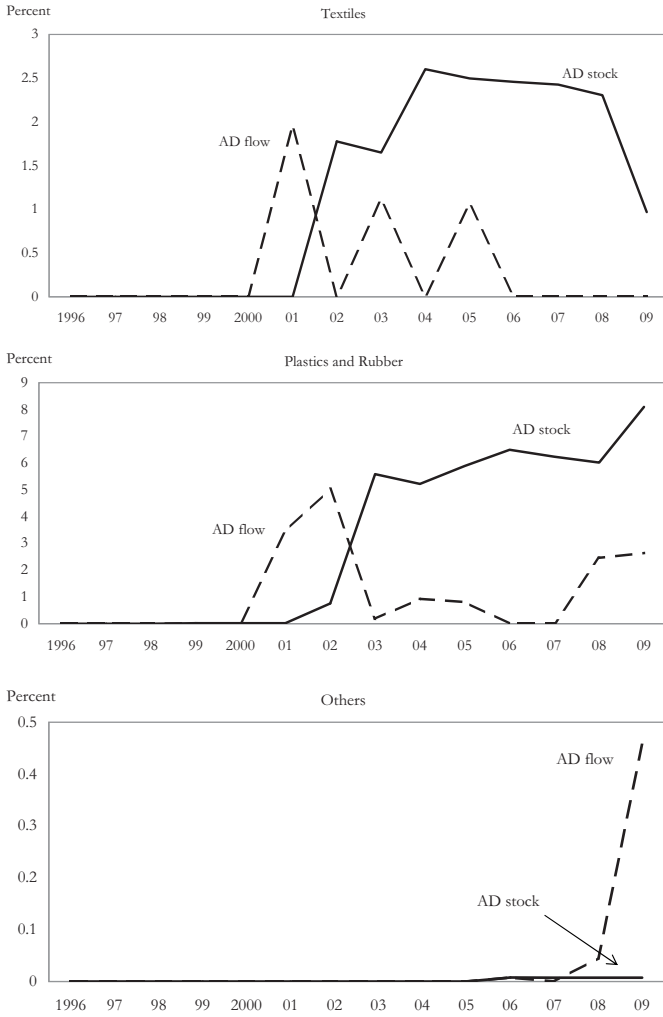 Percent
Textiles
3
2.5
2
1.5
1
0.5
0
AD stock
AD flow
1996 97 98 99 2000 01 02 03 04 05 06 07 08 09
Percent
Plastics and Rubber
9
8
7
6
5
4
3
2
1
0
AD stock
AD flow
1996 97 98 99 2000 01 02 03 04 05 06 07 08 09
Percent
Others
0.5
0.4
0.3
0.2
0.1
0
AD flow
AD stock
1996 97 98 99 2000 01 02 03 04 05 06 07 08 09